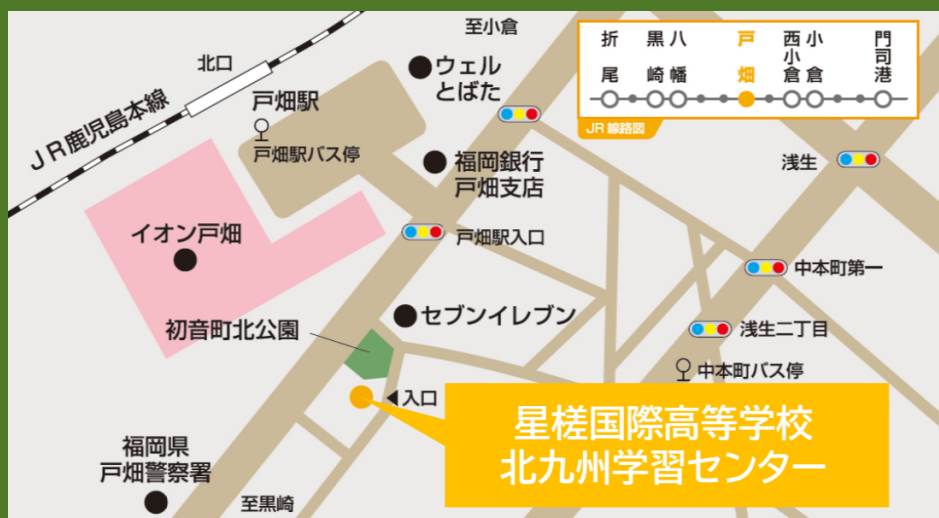 至小倉
折尾
黒崎
八幡
戸畑
西小倉
小倉
門司港
JR線路図
北口
ウェル
とばた
JR鹿児島本線
戸畑駅
戸畑駅バス停
福岡銀行
戸畑支店
浅生
イオン戸畑
戸畑駅入口
中本町第一
初音町北公園
セブンイレブン
浅生二丁目
中本町バス停
入口
星槎国際高等学校
北九州学習センター
福岡県
戸畑警察署
至黒崎